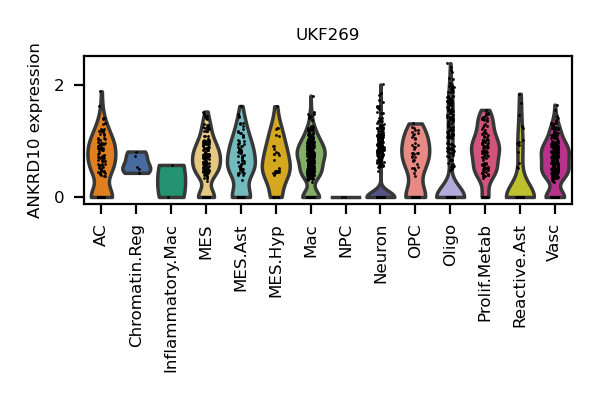 UKF269
ANKRD10 expression
2
0
AC
Chromatin.Reg
Inflammatory.Mac
MES
MES.Ast
MES.Hyp
Mac
NPC
Neuron
OPC
Oligo
Prolif.Metab
Reactive.Ast
Vasc